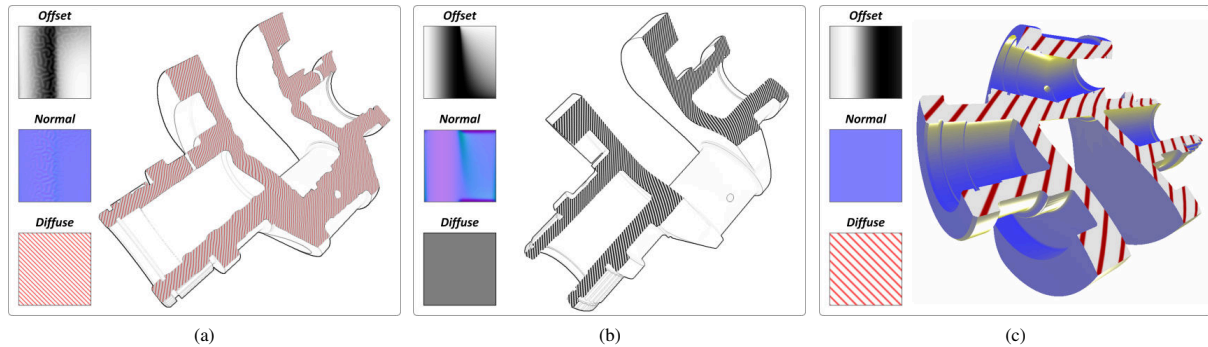 Offset
Normal
Diffuse
(a)
Offset
Normal
Diffuse
(b)
Offset
Normal
Diffuse
(c)